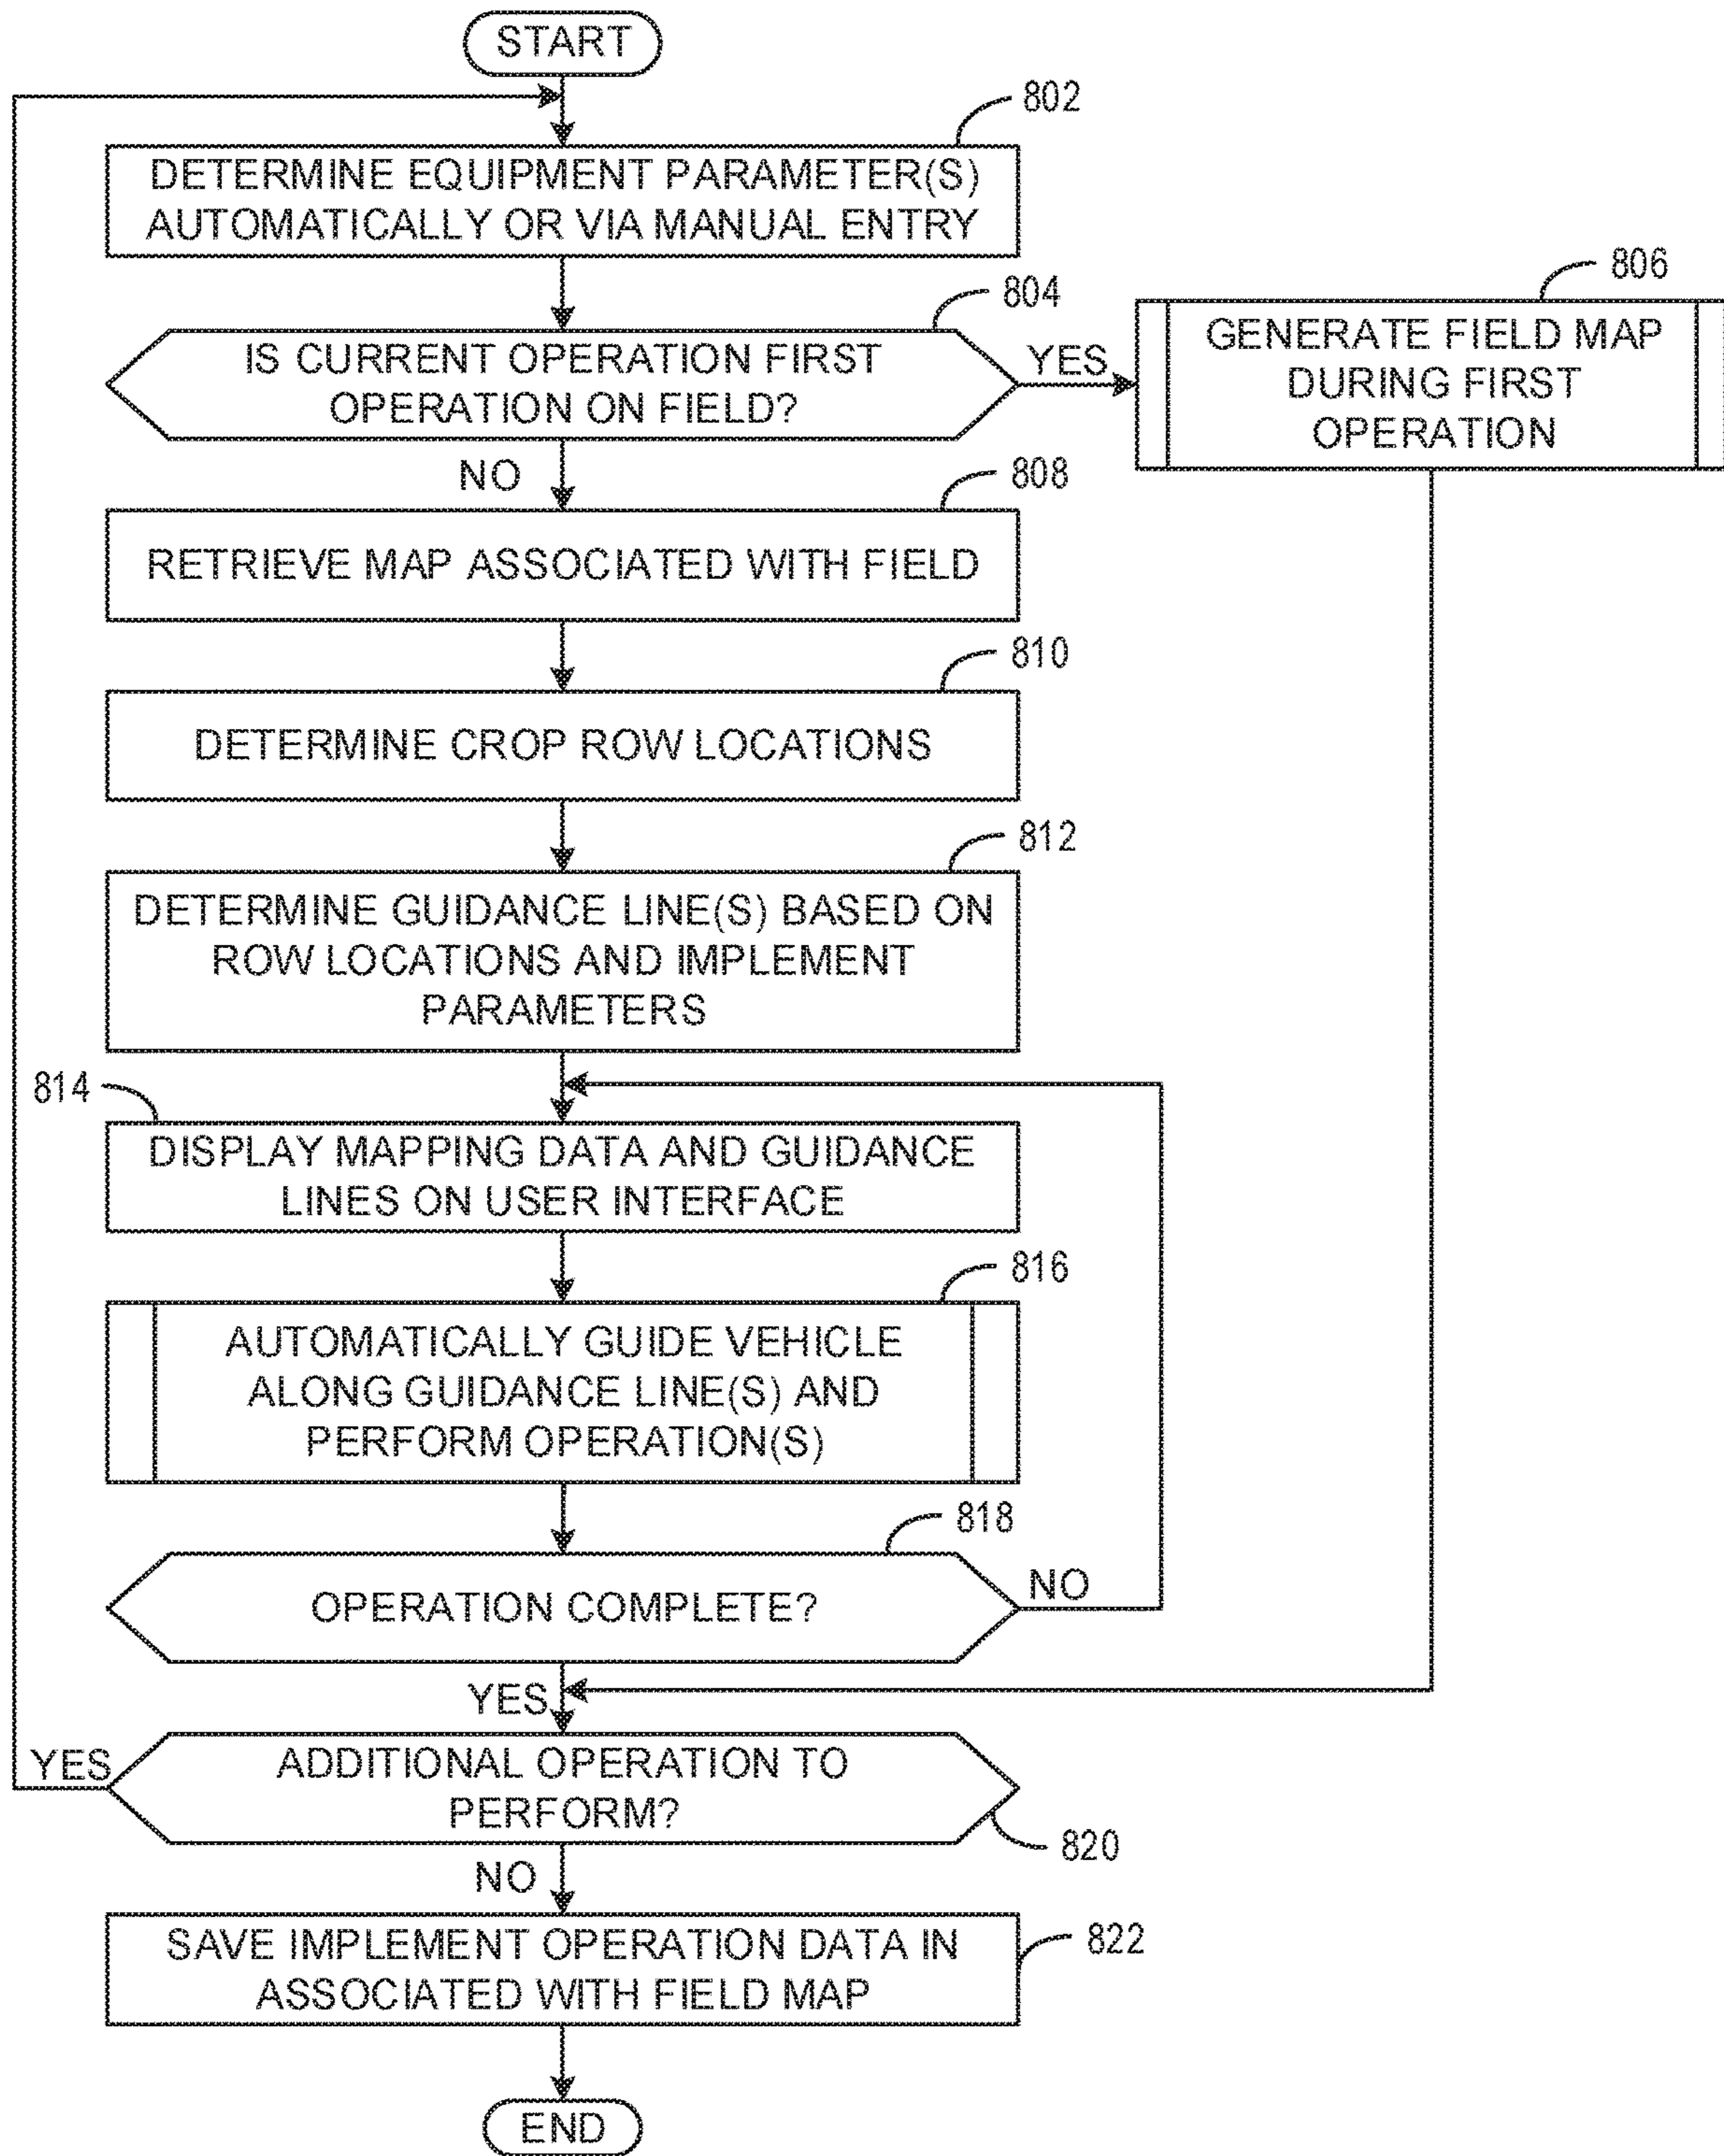 START
802
DETERMINE EQUIPMENT PARAMETER(S)
AUTOMATICALLY OR VIA MANUAL ENTRY
804
IS CURRENT OPERATION FIRST
OPERATION ON FIELD?
YES
806
GENERATE FIELD MAP
DURING FIRST
OPERATION
NO
808
RETRIEVE MAP ASSOCIATED WITH FIELD
810
DETERMINE CROP ROW LOCATIONS
812
DETERMINE GUIDANCE LINE(S) BASED ON
ROW LOCATIONS AND IMPLEMENT
PARAMETERS
814
DISPLAY MAPPING DATA AND GUIDANCE
LINES ON USER INTERFACE
816
AUTOMATICALLY GUIDE VEHICLE
ALONG GUIDANCE LINE(S) AND
PERFORM OPERATION(S)
818
OPERATION COMPLETE?
NO
YES
YES
ADDITIONAL OPERATION TO
PERFORM?
820
NO
822
SAVE IMPLEMENT OPERATION DATA IN
ASSOCIATED WITH FIELD MAP
END